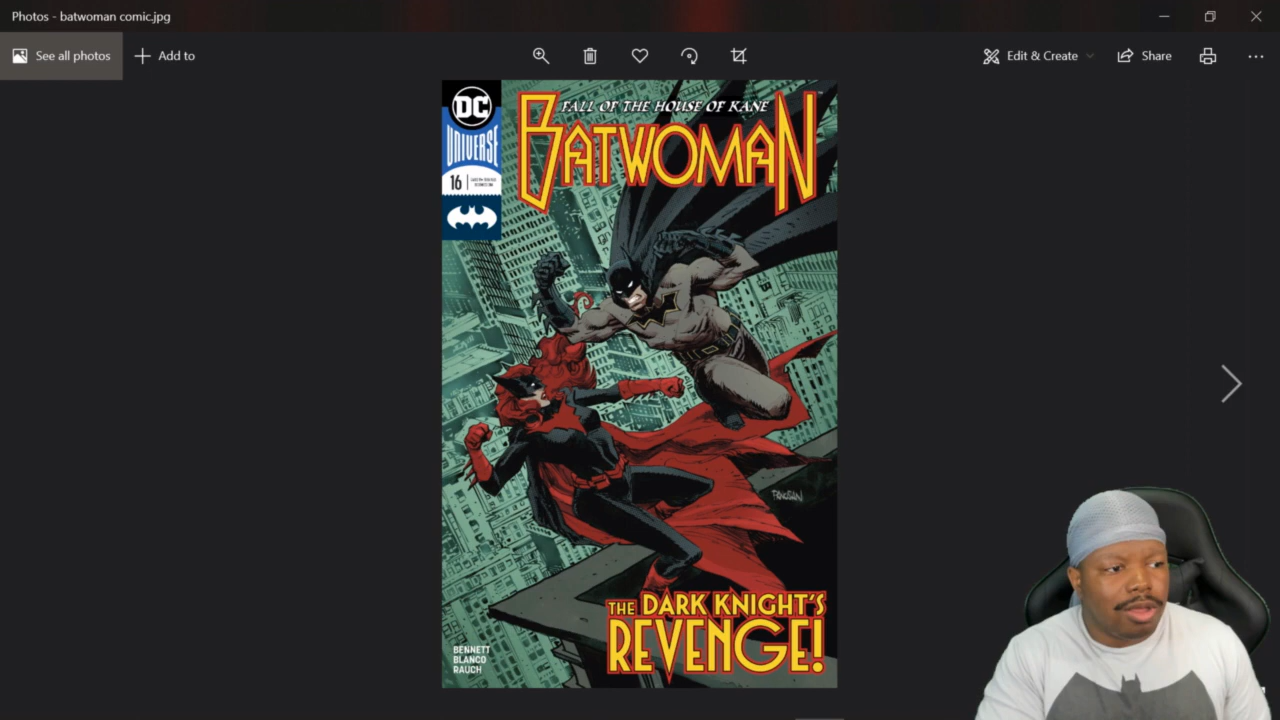 Photos - batwoman comic.jpg
See all photos
Add to
Edit & Create
Share
DC
UNIVERSE
16
FALL OF THE HOUSE OF KANE
BATWOMAN
THE DARK KNIGHT'S
REVENGE!
BENNETT
BLANCO
RAUCH